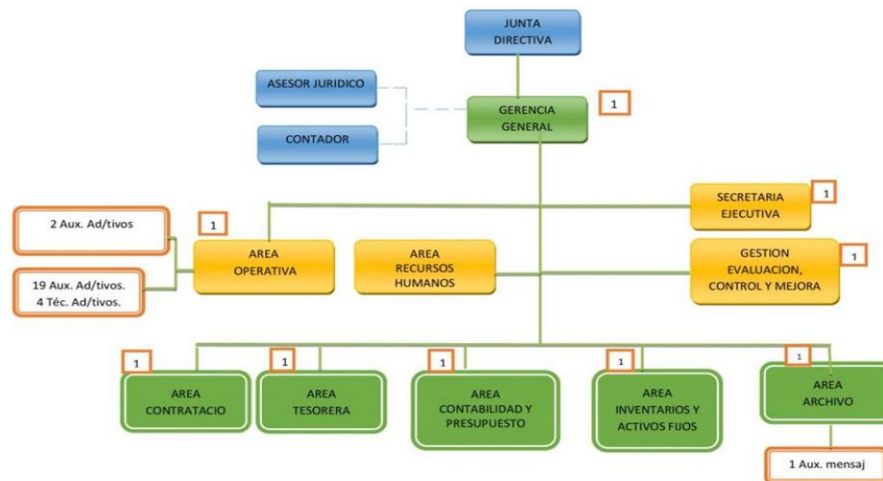 JUNTA
DIRECTIVA
ASESOR JURIDICO
GERENCIA
GENERAL
1
CONTADOR
SECRETARIA
EJECUTIVA
1
2 Aux. Ad/tivos
1
AREA
OPERATIVA
AREA
RECURSOS
HUMANOS
GESTION
EVALUACION,
CONTROL Y MEJORA
1
19 Aux. Ad/tivos.
4 Téc. Ad/tivos.
1
AREA
CONTRATACIO
1
AREA
TESORERA
1
AREA
CONTABILIDAD Y
PRESUPUESTO
1
AREA
INVENTARIOS Y
ACTIVOS FIJOS
1
AREA
ARCHIVO
1 Aux. mensaj